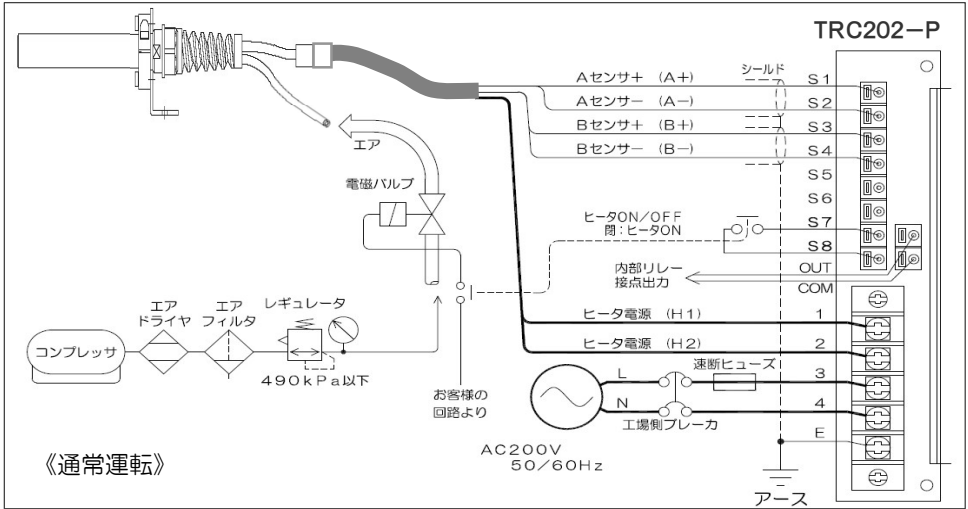 TRC202-P
シールド
Aセンサ+ (A+)
S1
Aセンサ- (A-)
S2
Bセンサ+ (B+)
S3
Bセンサ- (B-)
S4
S5
S6
エア
電磁バルブ
ヒータON/OFF
閉:ヒータON
S7
S8
内部リレー
接点出力
OUT
COM
エア
ドライヤ
エア
フィルタ
レギュレータ
コンプレッサ
490kPa以下
お客様の
回路より
ヒータ電源 (H1)
1
ヒータ電源 (H2)
2
速断ヒューズ
L
3
N
4
工場側ブレーカ
E
AC200V
50/60Hz
アース
《通常運転》